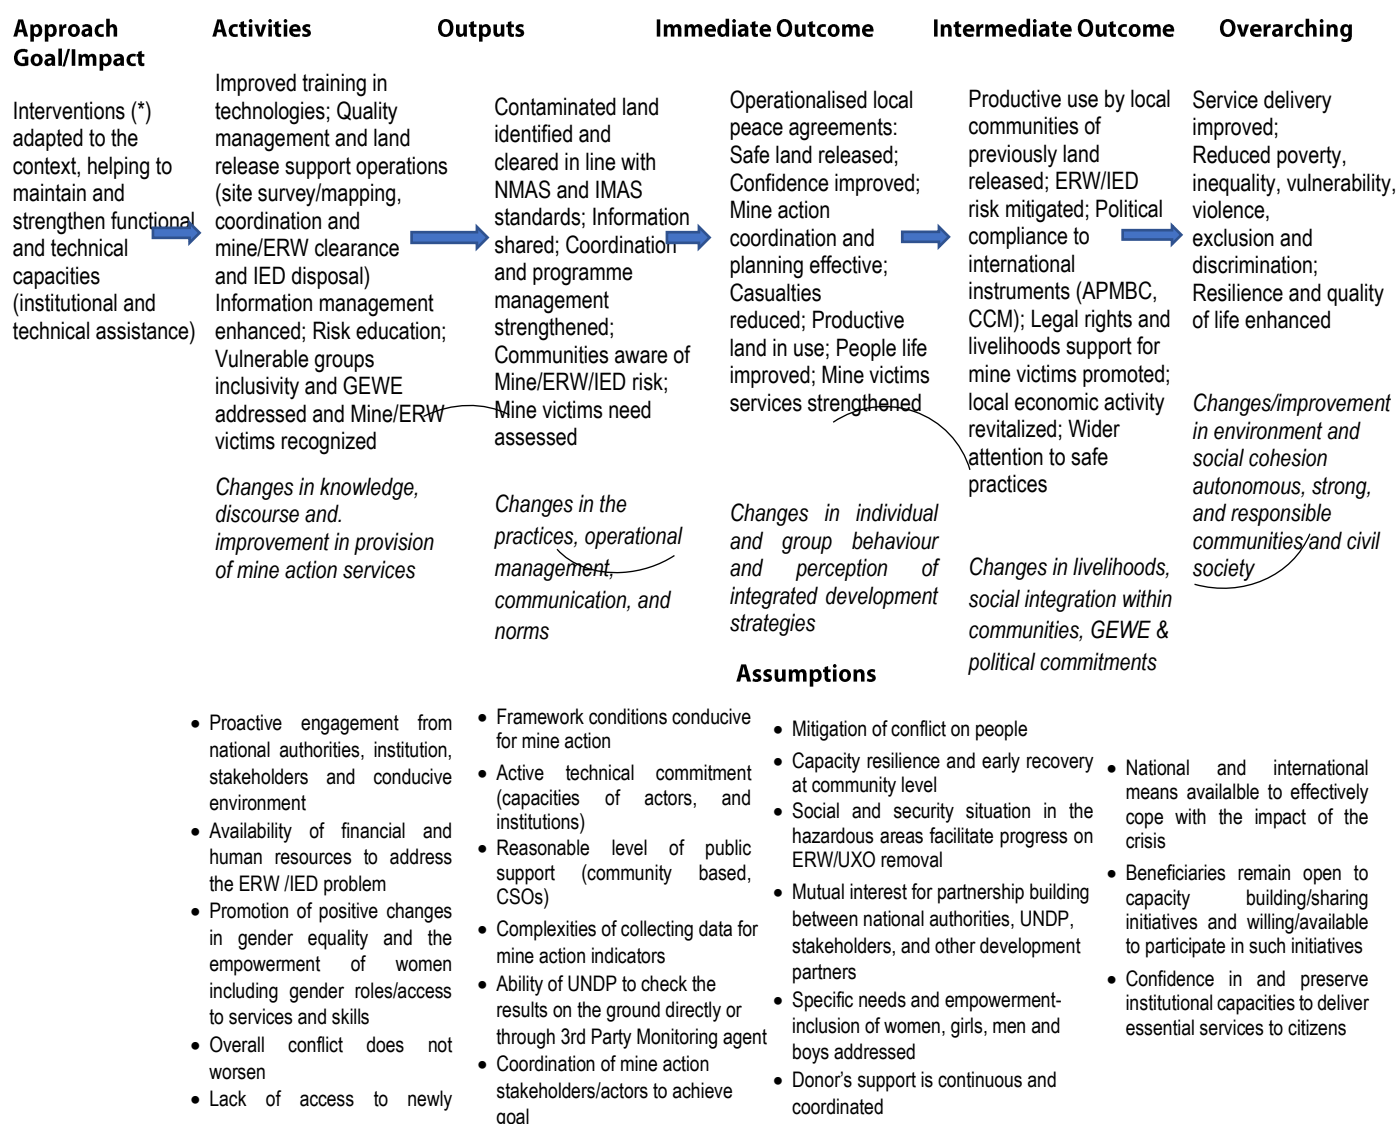 Approach
Goal/Impact
Activities
Outputs
Immediate Outcome
Intermediate Outcome
Overarching
Interventions (*)
adapted to the
context, helping to
maintain and
strengthen functional
and technical
capacities
(institutional and
technical assistance)
Improved training in
technologies; Quality
management and land
release support operations
(site survey/mapping,
coordination and
mine/ERW clearance
and IED disposal)
Information management
enhanced; Risk education;
Vulnerable groups
inclusivity and GEWE
addressed and Mine/ERW
victims recognized
Changes in knowledge,
discourse and.
improvement in provision
of mine action services
Contaminated land
identified and
cleared in line with
NMAS and IMAS
standards; Information
shared; Coordination
and programme
management
strengthened;
Communities aware of
Mine/ERW/IED risk;
Mine victims need
assessed
Changes in the
practices, operational
management,
communication, and
norms
Operationalised local
peace agreements:
Safe land released;
Confidence improved;
Mine action
coordination and
planning effective;
Casualties
reduced; Productive
land in use; People life
improved; Mine victims
services strengthened
Changes in individual
and group behaviour
and perception of
integrated development
strategies
Productive use by local
communities of
previously land
released; ERW/IED
risk mitigated; Political
compliance to
international
instruments (APMBC,
CCM); Legal rights and
livelihoods support for
mine victims promoted;
local economic activity
revitalized; Wider
attention to safe
practices
Changes in livelihoods,
social integration within
communities, GEWE &
political commitments
Service delivery
improved;
Reduced poverty,
inequality, vulnerability,
violence,
exclusion and
discrimination;
Resilience and quality
of life enhanced
Changes/improvement
in environment and
social cohesion
autonomous, strong,
and responsible
communities/and civil
society
Assumptions
• Proactive engagement from
national authorities, institution,
stakeholders and conducive
environment
• Availability of financial and
human resources to address
the ERW /IED problem
• Promotion of positive changes
in gender equality and the
empowerment of women
including gender roles/access
to services and skills
• Overall conflict does not
worsen
• Lack of access to newly
• Framework conditions conducive
for mine action
• Active technical commitment
(capacities of actors, and
institutions)
• Reasonable level of public
support (community based,
CSOs)
• Complexities of collecting data for
mine action indicators
• Ability of UNDP to check the
results on the ground directly or
through 3rd Party Monitoring agent
• Coordination of mine action
stakeholders/actors to achieve
goal
• Mitigation of conflict on people
• Capacity resilience and early recovery
at community level
• Social and security situation in the
hazardous areas facilitate progress on
ERW/UXO removal
• Mutual interest for partnership building
between national authorities, UNDP,
stakeholders, and other development
partners
• Specific needs and empowerment-
inclusion of women, girls, men and
boys addressed
• Donor’s support is continuous and
coordinated
• National and international
means availalble to effectively
cope with the impact of the
crisis
• Beneficiaries remain open to
capacity building/sharing
initiatives and willing/available
to participate in such initiatives
• Confidence in and preserve
institutional capacities to deliver
essential services to citizens